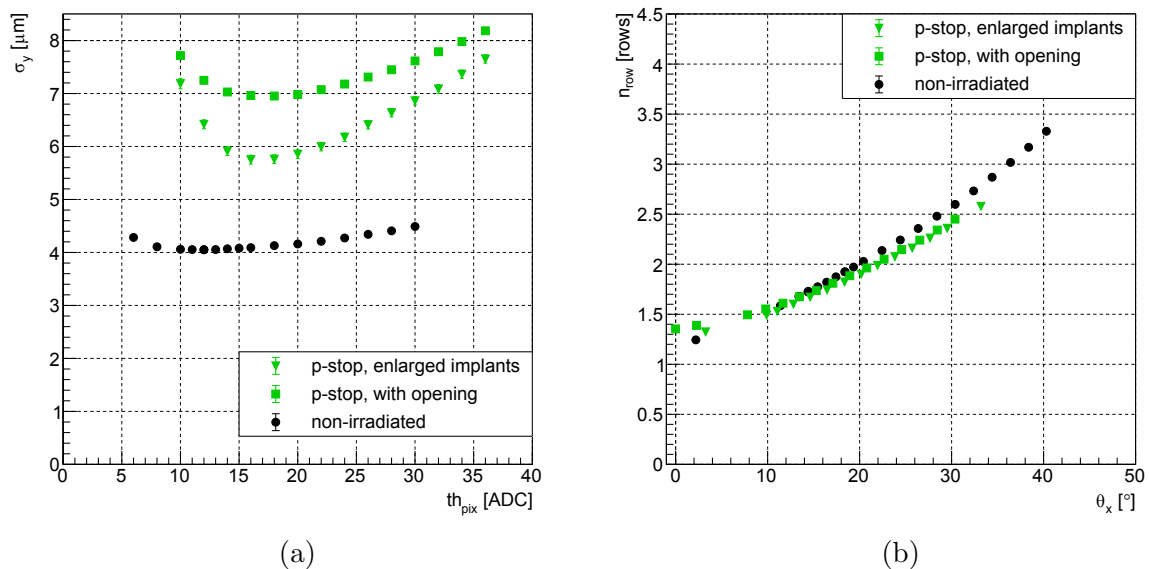 σy [μm]
8
7
6
5
4
3
2
1
0
p-stop, enlarged implants
p-stop, with opening
non-irradiated
0 5 10 15 20 25 30 35 40
thpix [ADC]
(a)
nrow [rows]
4.5
4
3.5
3
2.5
2
1.5
1
0.5
0
p-stop, enlarged implants
p-stop, with opening
non-irradiated
0 10 20 30 40 50
θx [°]
(b)